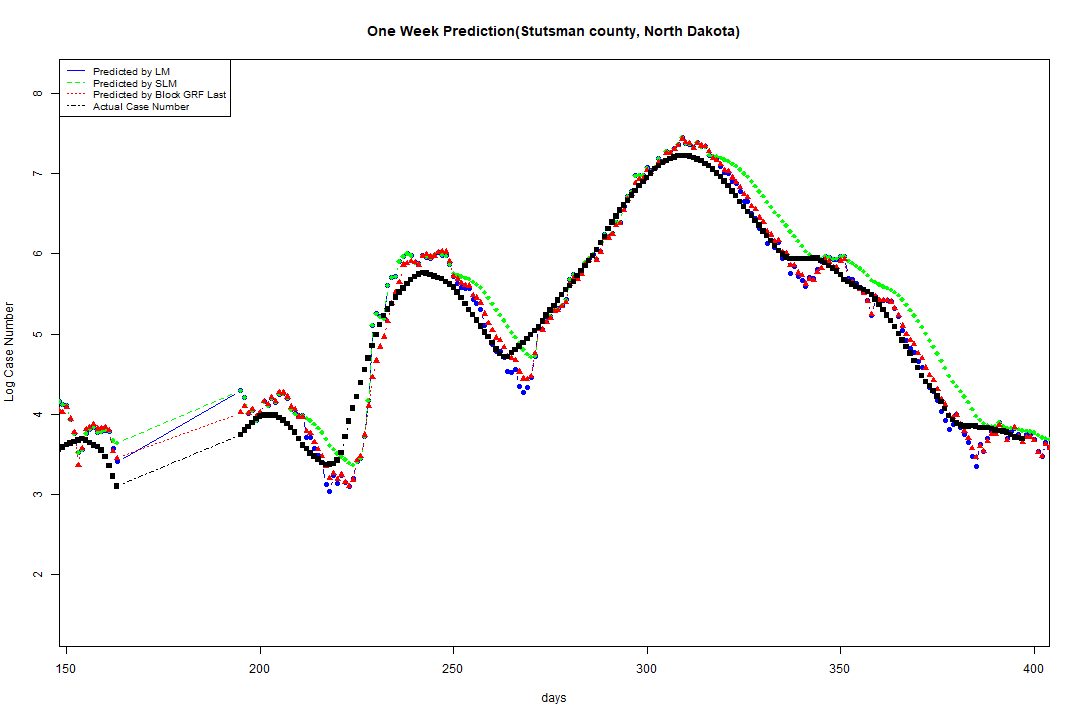 One Week Prediction(Stutsman county, North Dakota)
Predicted by LM
Predicted by SLM
Predicted by Block GRF Last
Actual Case Number
8
7
6
5
4
3
2
Log Case Number
150 200 250 300 350 400
days